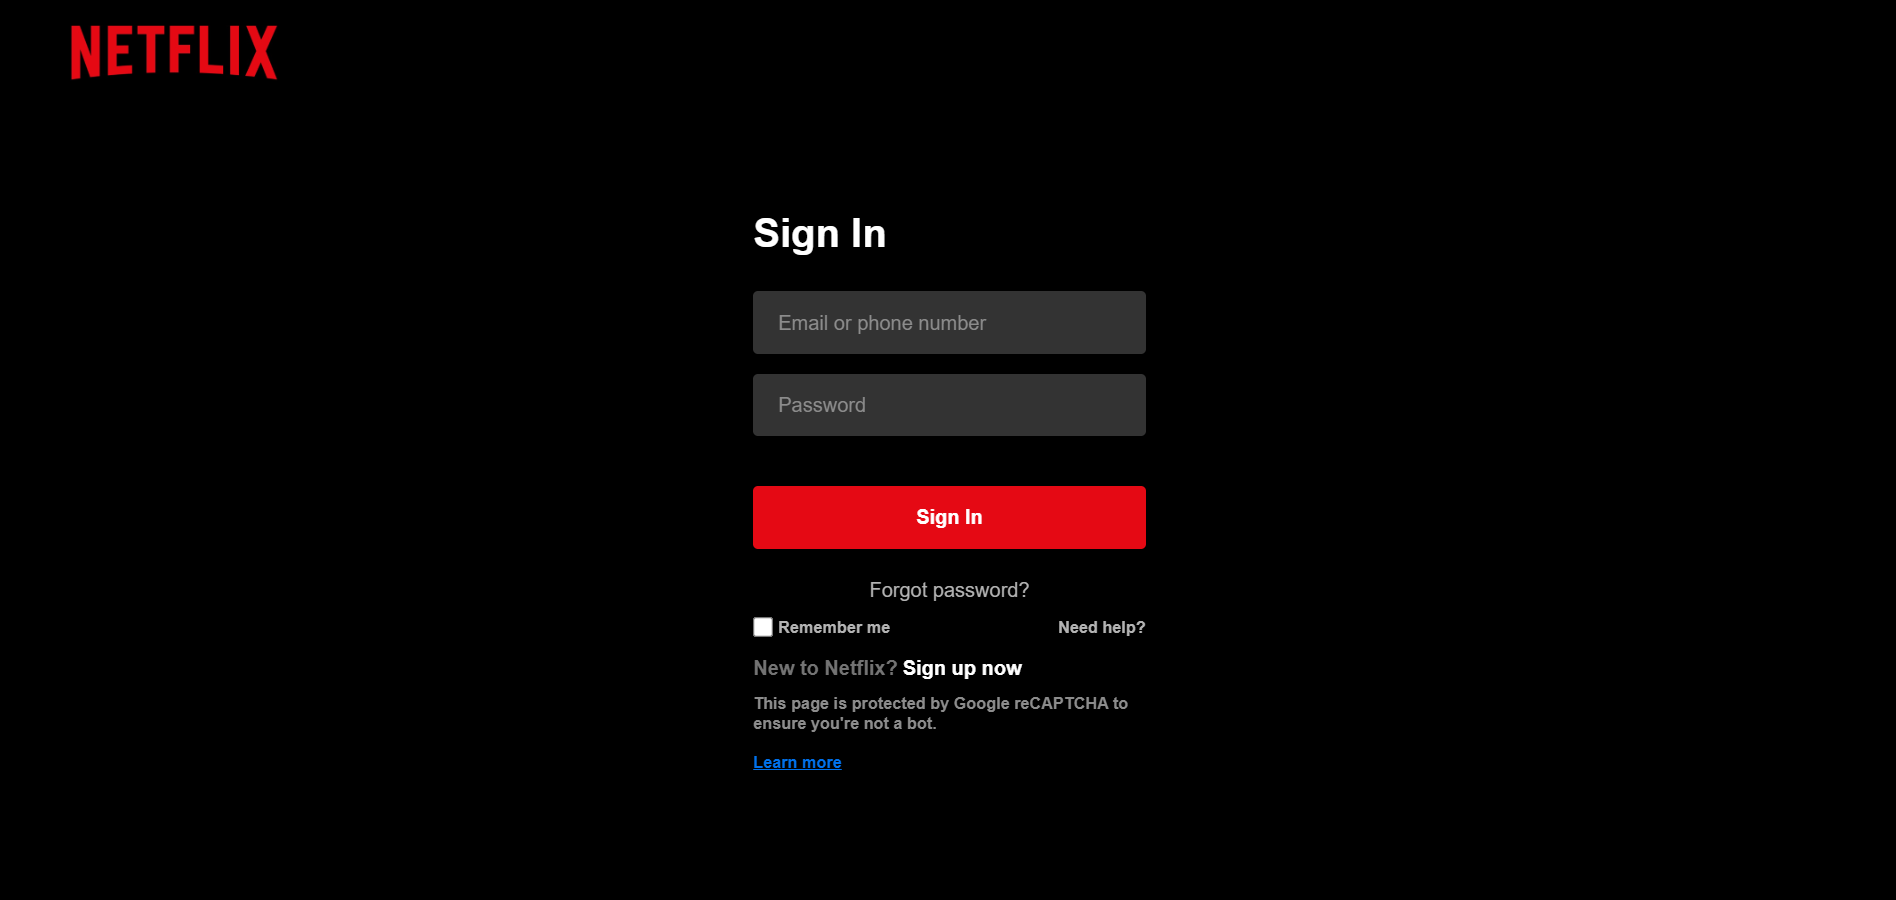 NETFLIX
Sign In
Email or phone number
Password
Sign In
Forgot password?
Remember me
Need help?
New to Netflix? Sign up now
This page is protected by Google reCAPTCHA to
ensure you're not a bot.
Learn more